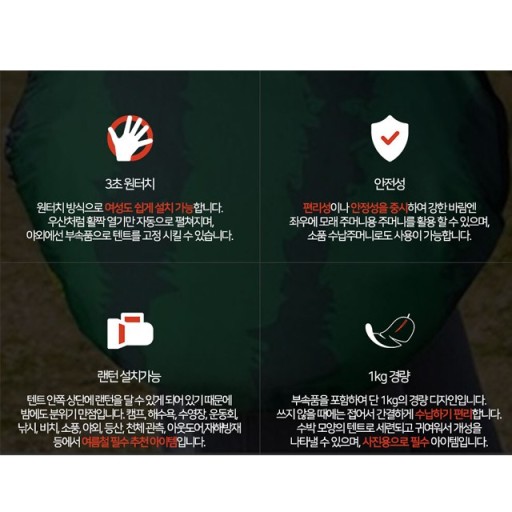 3초 원터치
원터치 방식으로 여성도 쉽게 설치 가능합니다.
우산처럼 활짝 열기만 자동으로 펼쳐지며,
야외에선 부속품으로 텐트를 고정 시킬 수 있습니다.
안전성
편리성이나 안정성을 중시하여 강한 바람엔
좌우에 모래 주머니용 주머니를 활용 할 수 있으며,
소품 수납주머니로도 사용이 가능합니다.
랜턴 설치가능
텐트 안쪽 상단에 랜턴을 달 수 있게 되어 있기 때문에
밤에도 분위기 만점입니다. 캠프, 해수욕, 수영장, 운동회,
낚시, 비치, 소풍, 야외, 등산, 천체 관측, 아웃도어, 재해방재
등에서 여름철 필수 추천 아이템입니다.
1kg 경량
부속품을 포함하여 단 1kg의 경량 디자인입니다.
쓰지 않을 때에는 접어서 간결하게 수납하기 편리합니다.
수박 모양의 텐트로 세련되고 귀여워서 개성을
나타낼 수 있으며, 사진용으로 필수 아이템입니다.